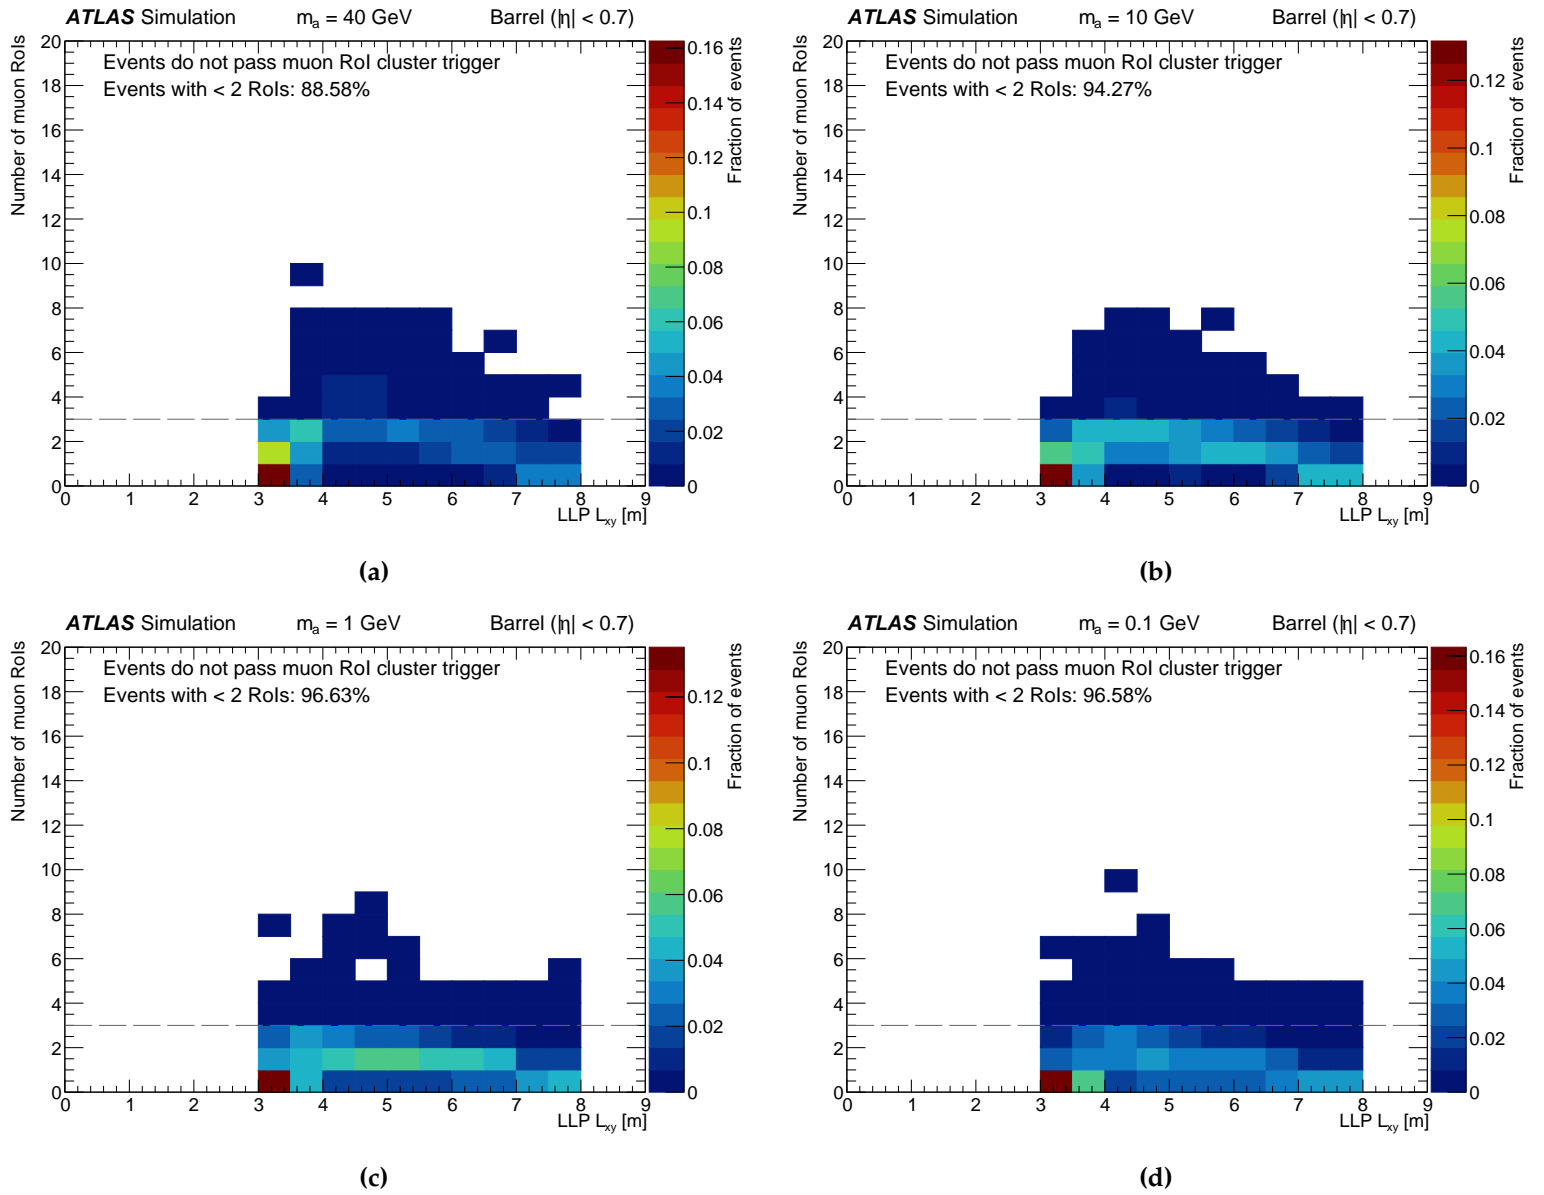 ATLAS Simulation m_a = 40 GeV Barrel (|η| < 0.7)
Number of muon RoIs
Events do not pass muon RoI cluster trigger
Events with < 2 RoIs: 88.58%
20
18
16
14
12
10
8
6
4
2
0
0 1 2 3 4 5 6 7 8 9
LLP L_xy [m]
0.16
0.14
0.12
0.1
0.08
0.06
0.04
0.02
0
Fraction of events
(a)
ATLAS Simulation m_a = 10 GeV Barrel (|η| < 0.7)
Number of muon RoIs
Events do not pass muon RoI cluster trigger
Events with < 2 RoIs: 94.27%
20
18
16
14
12
10
8
6
4
2
0
0 1 2 3 4 5 6 7 8 9
LLP L_xy [m]
0.12
0.1
0.08
0.06
0.04
0.02
0
Fraction of events
(b)
ATLAS Simulation m_a = 1 GeV Barrel (|η| < 0.7)
Number of muon RoIs
Events do not pass muon RoI cluster trigger
Events with < 2 RoIs: 96.63%
20
18
16
14
12
10
8
6
4
2
0
0 1 2 3 4 5 6 7 8 9
LLP L_xy [m]
0.12
0.1
0.08
0.06
0.04
0.02
0
Fraction of events
(c)
ATLAS Simulation m_a = 0.1 GeV Barrel (|η| < 0.7)
Number of muon RoIs
Events do not pass muon RoI cluster trigger
Events with < 2 RoIs: 96.58%
20
18
16
14
12
10
8
6
4
2
0
0 1 2 3 4 5 6 7 8 9
LLP L_xy [m]
0.16
0.14
0.12
0.1
0.08
0.06
0.04
0.02
0
Fraction of events
(d)